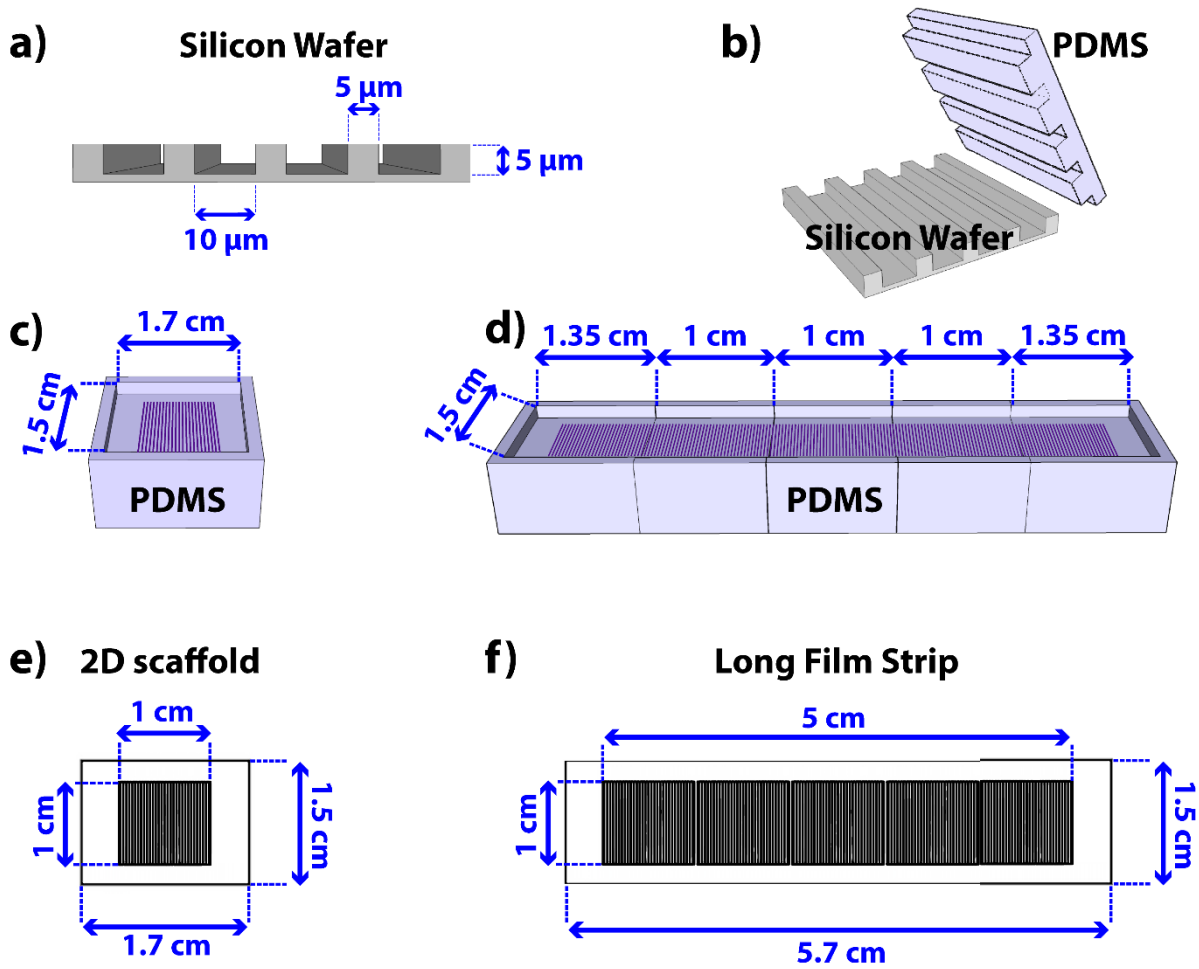 a)
Silicon Wafer
5 µm
5 µm
10 µm
b)
PDMS
Silicon Wafer
c)
1.7 cm
1.5 cm
PDMS
d)
1.35 cm
1 cm
1 cm
1 cm
1.35 cm
1.5 cm
PDMS
e)
2D scaffold
1 cm
1 cm
1.5 cm
1.7 cm
f)
Long Film Strip
5 cm
1 cm
1.5 cm
5.7 cm